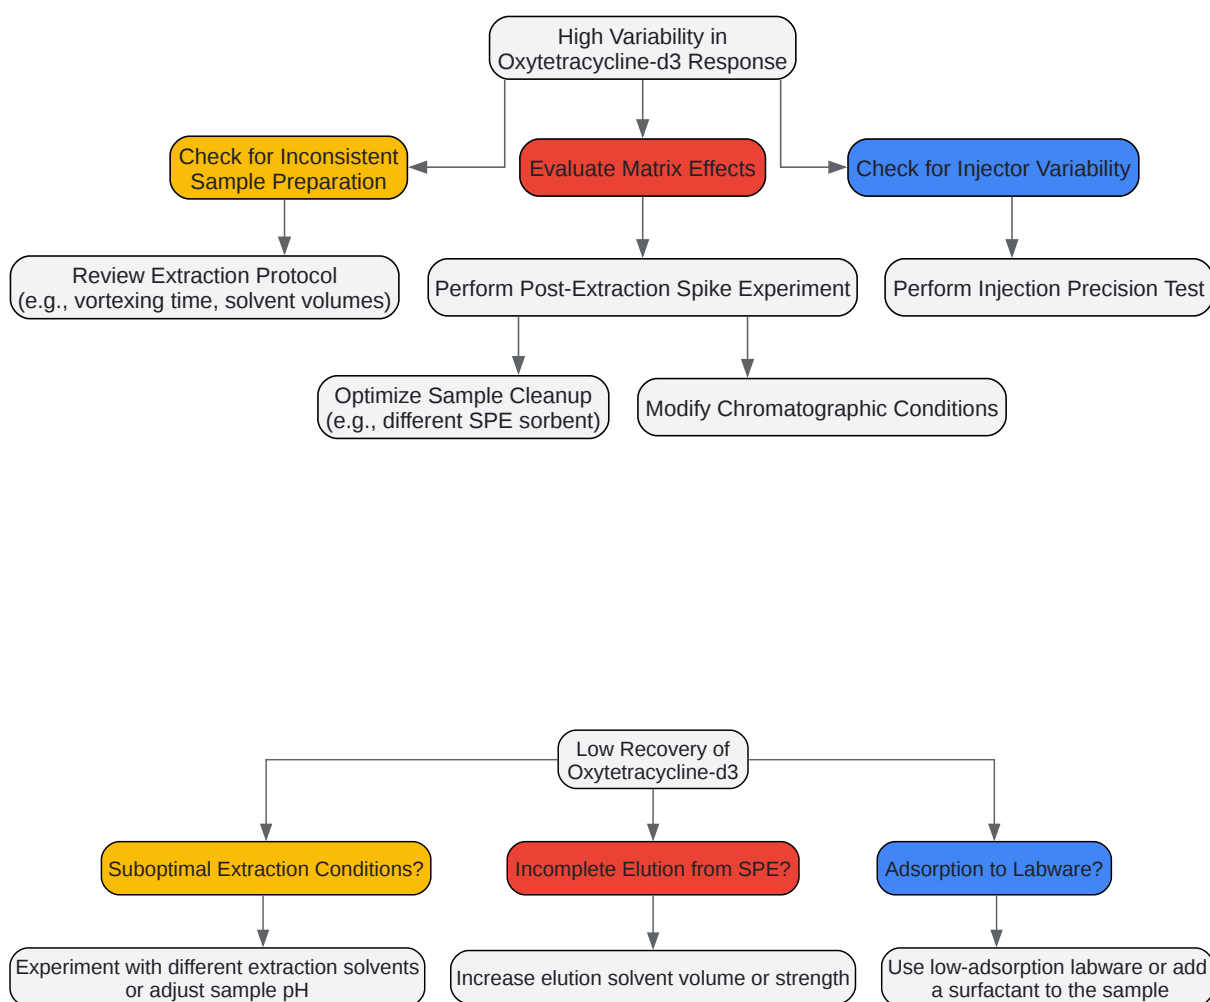 High Variability in
Oxytetracycline-d3 Response
Check for Inconsistent
Sample Preparation
Evaluate Matrix Effects
Check for Injector Variability
Review Extraction Protocol
(e.g., vortexing time, solvent volumes)
Perform Post-Extraction Spike Experiment
Perform Injection Precision Test
Optimize Sample Cleanup
(e.g., different SPE sorbent)
Modify Chromatographic Conditions
Low Recovery of
Oxytetracycline-d3
Suboptimal Extraction Conditions?
Incomplete Elution from SPE?
Adsorption to Labware?
Experiment with different extraction solvents
or adjust sample pH
Increase elution solvent volume or strength
Use low-adsorption labware or add
a surfactant to the sample